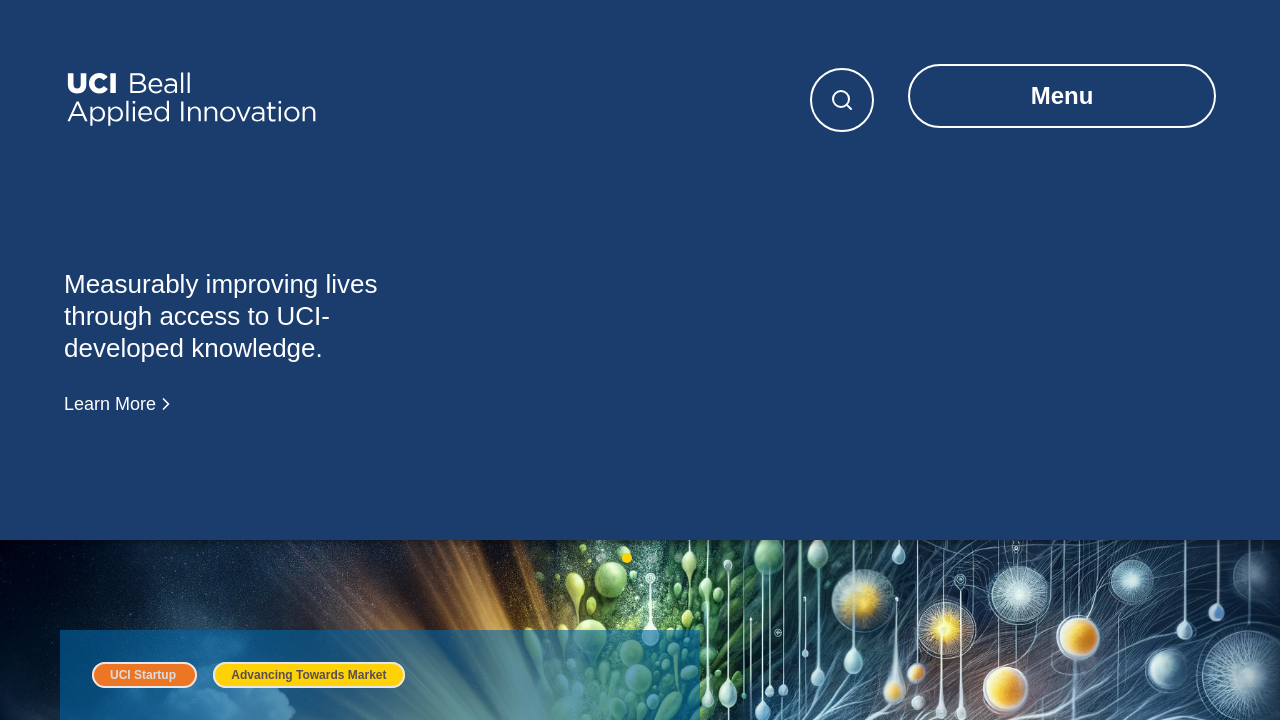 UCI Beall
Applied Innovation
Menu
Measurably improving lives
through access to UCI-
developed knowledge.
Learn More
UCI Startup
Advancing Towards Market